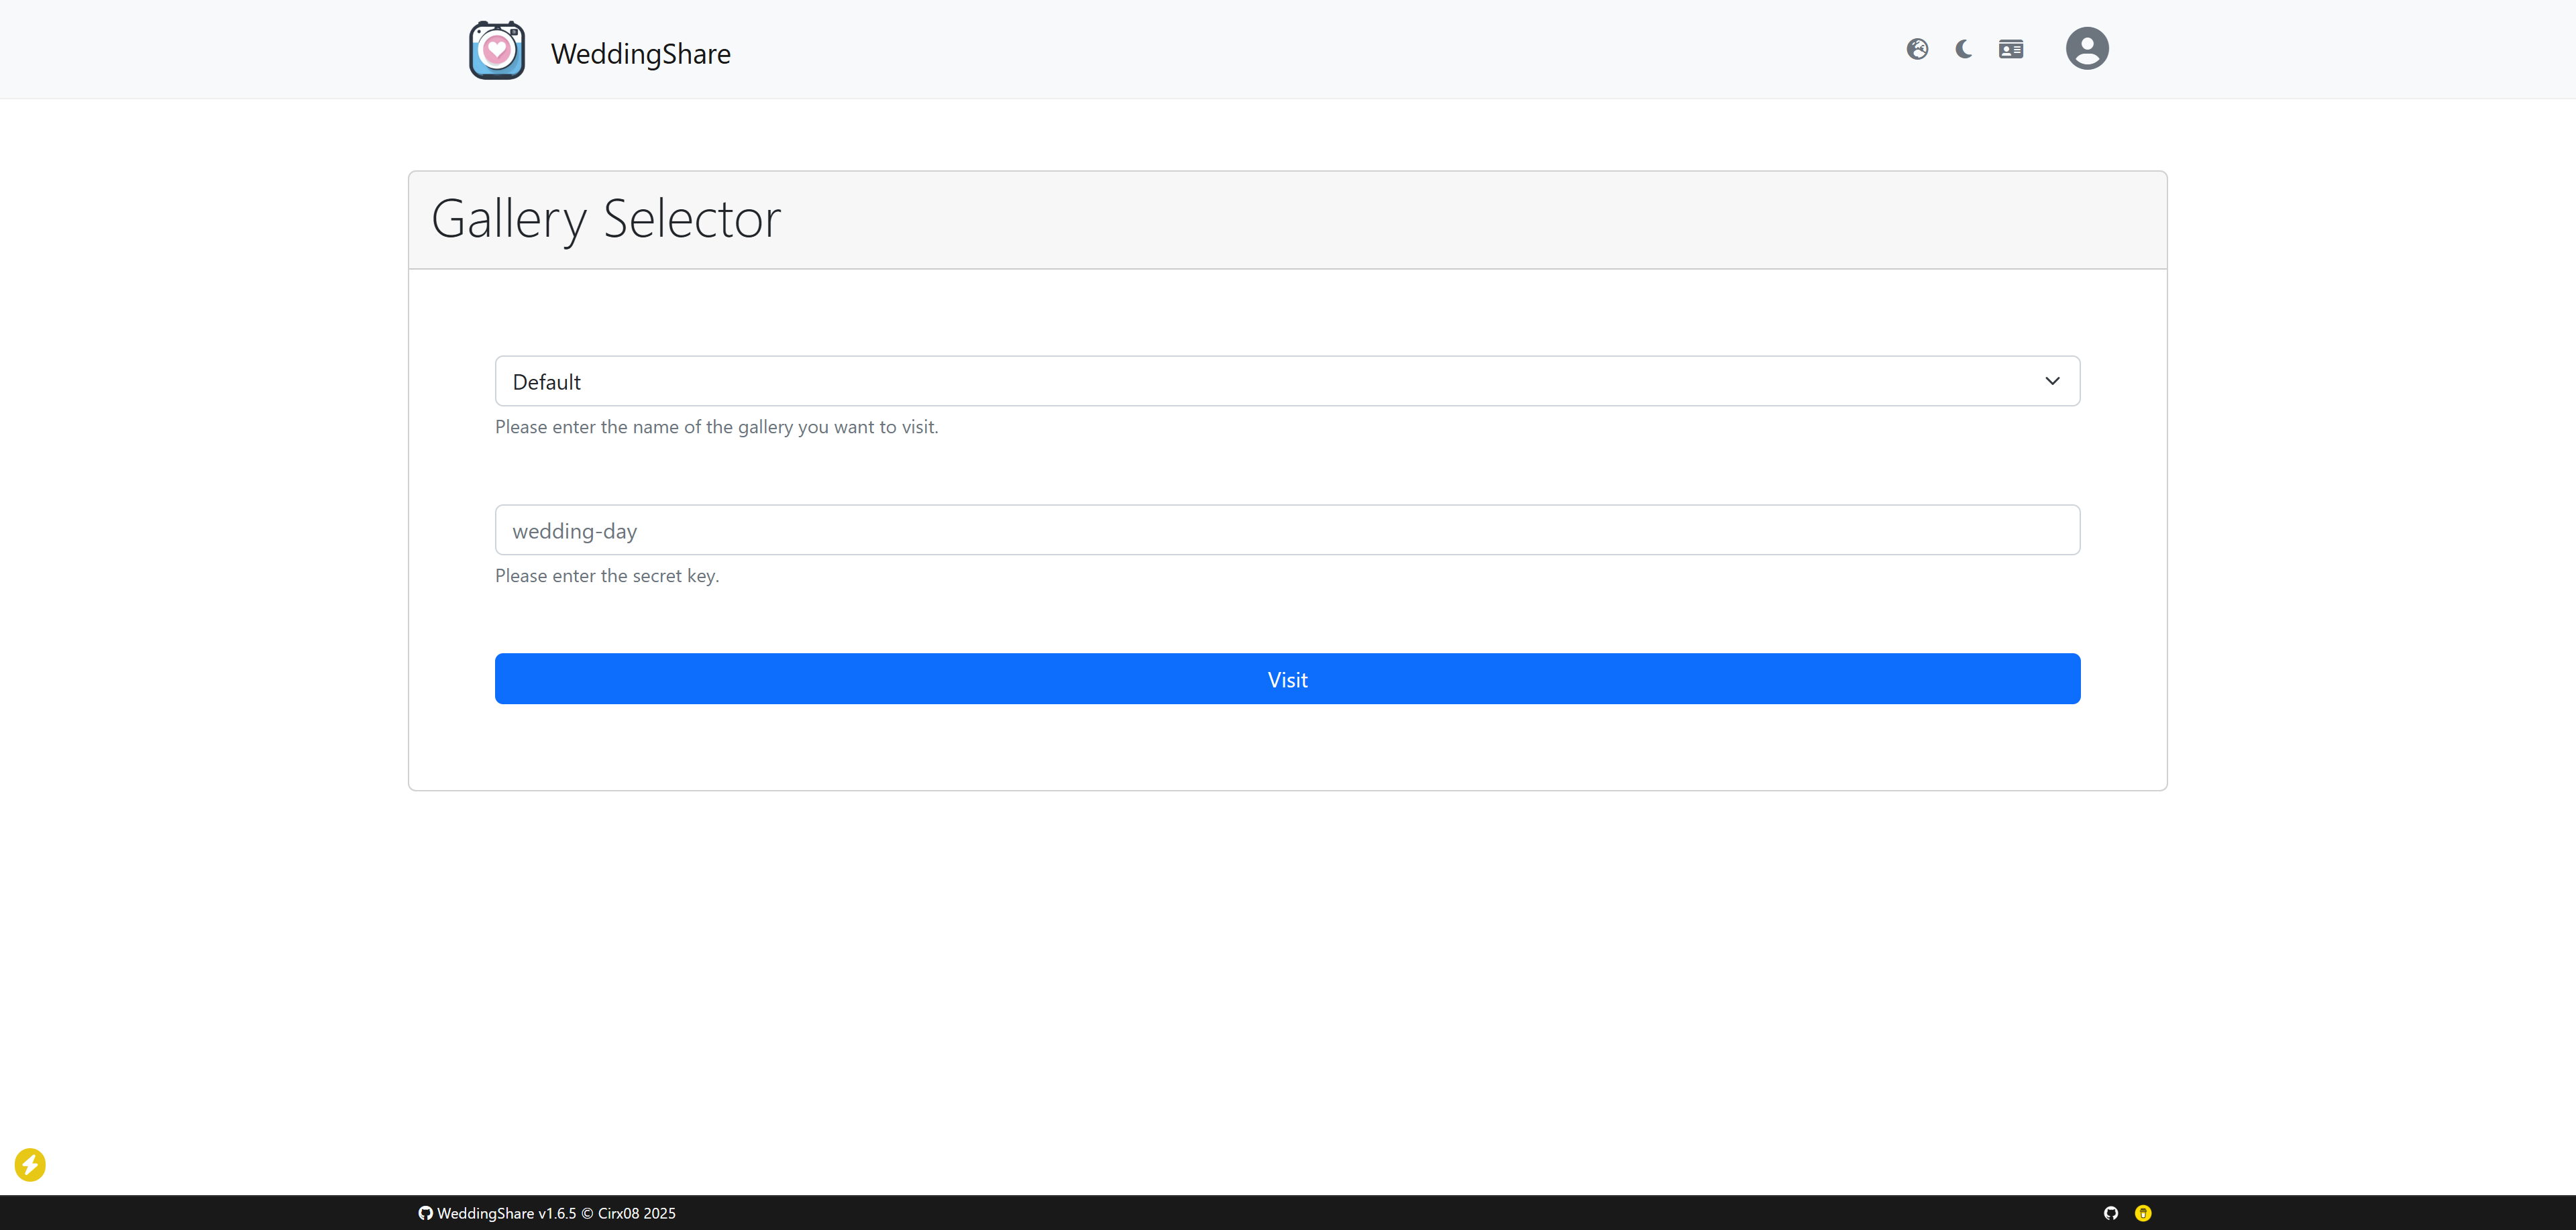 WeddingShare
Gallery Selector
Default
Please enter the name of the gallery you want to visit.
wedding-day
Please enter the secret key.
Visit
WeddingShare v1.6.5 © Cirx08 2025